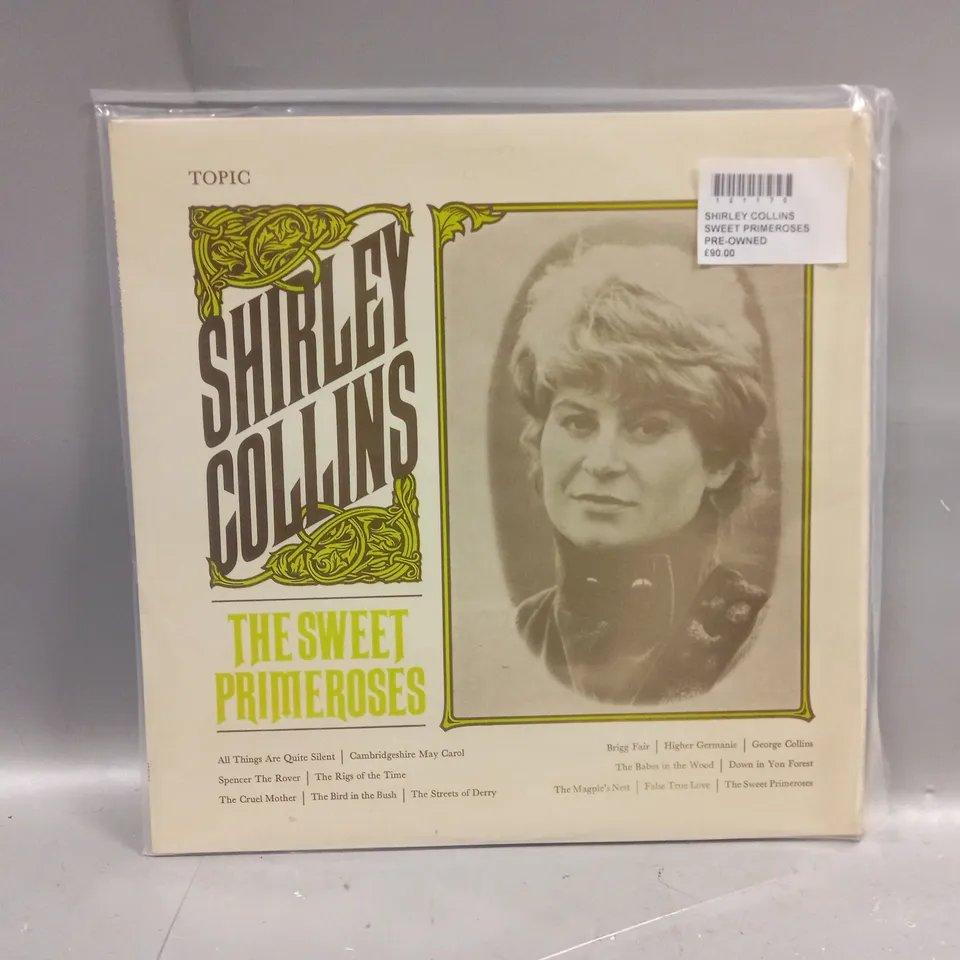 TOPIC
SHIRLEY
COLLINS
THE SWEET
PRIMEROSES
All Things Are Quite Silent | Cambridgeshire May Carol
Spencer The Rover | The Rigs of the Time
The Cruel Mother | The Bird in the Bush | The Streets of Derry
Brigg Fair | Higher Germanie | George Collins
The Babes in the Wood | Down in Yon Forest
The Magpie's Nest | False True Love | The Sweet Primeroses
121170
SHIRLEY COLLINS
SWEET PRIMEROSES
PRE-OWNED
£90.00